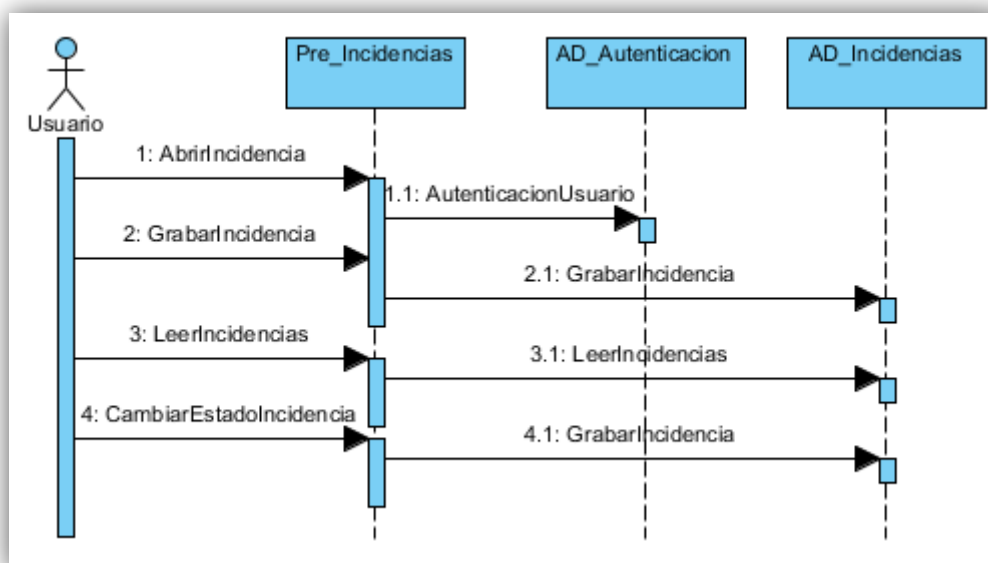 Pre_Incidencias
AD_Autenticacion
AD_Incidencias
Usuario
1: AbrirIncidencia
1.1: AutenticacionUsuario
2: GrabarIncidencia
2.1: GrabarIncidencia
3: LeerIncidencias
3.1: LeerIncidencias
4: CambiarEstadoIncidencia
4.1: GrabarIncidencia